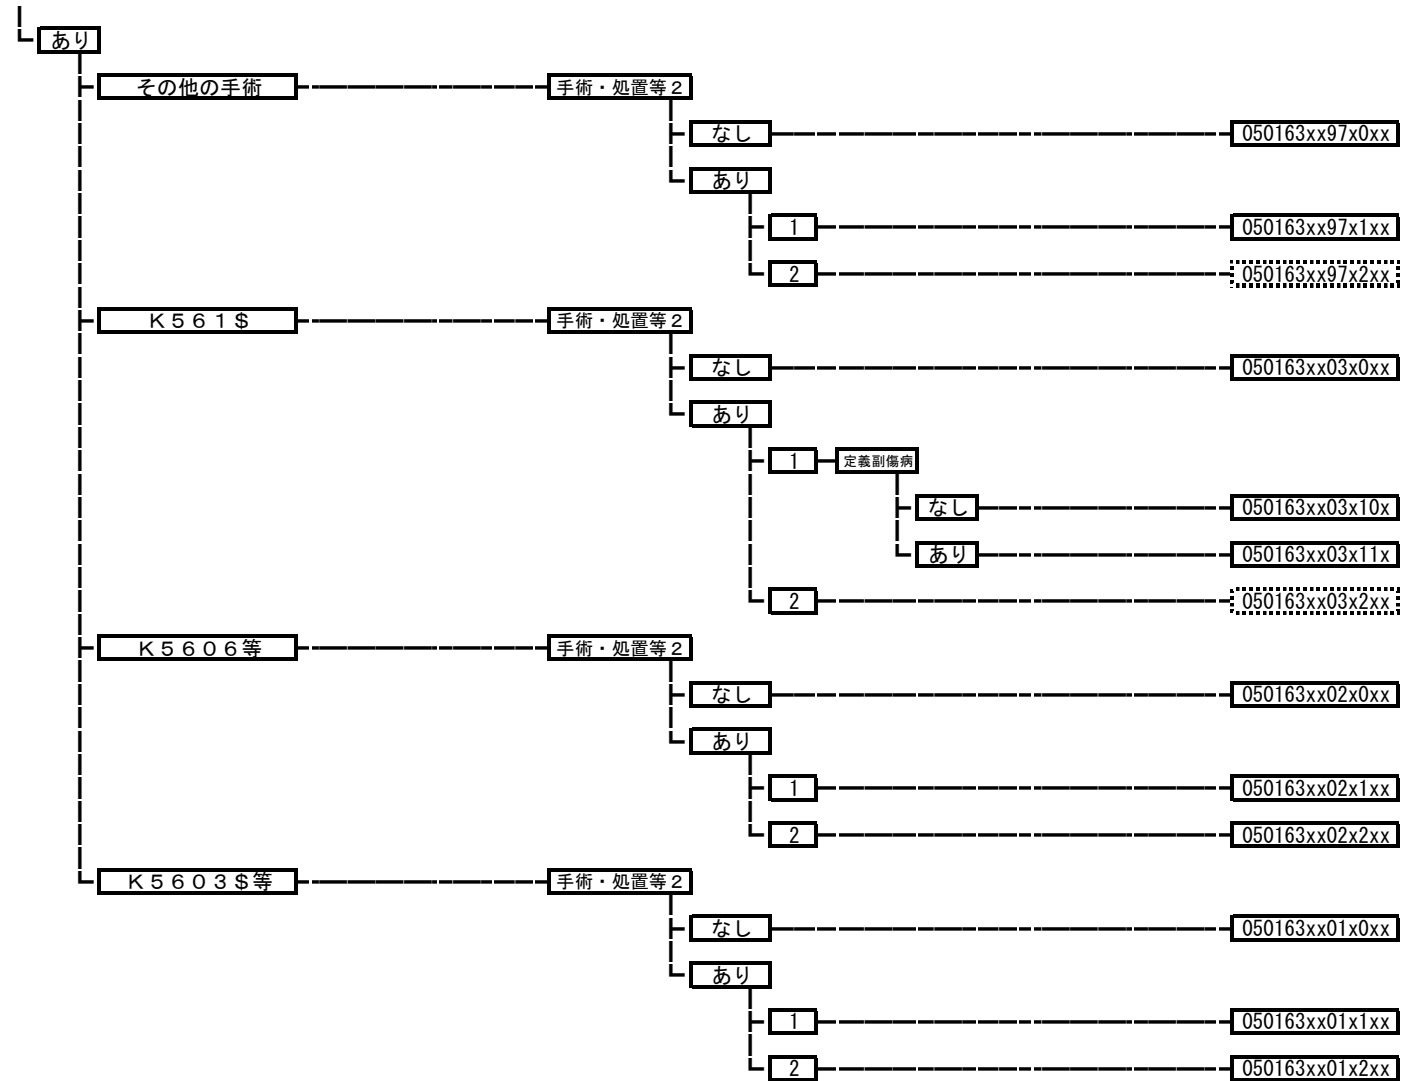 あり
その他の手術 手術・処置等２
なし 050163xx97x0xx
あり
1 050163xx97x1xx
2 050163xx97x2xx
Ｋ５６１＄ 手術・処置等２
なし 050163xx03x0xx
あり
1 定義副傷病
なし 050163xx03x10x
あり 050163xx03x11x
2 050163xx03x2xx
Ｋ５６０６等 手術・処置等２
なし 050163xx02x0xx
あり
1 050163xx02x1xx
2 050163xx02x2xx
Ｋ５６０３＄等 手術・処置等２
なし 050163xx01x0xx
あり
1 050163xx01x1xx
2 050163xx01x2xx